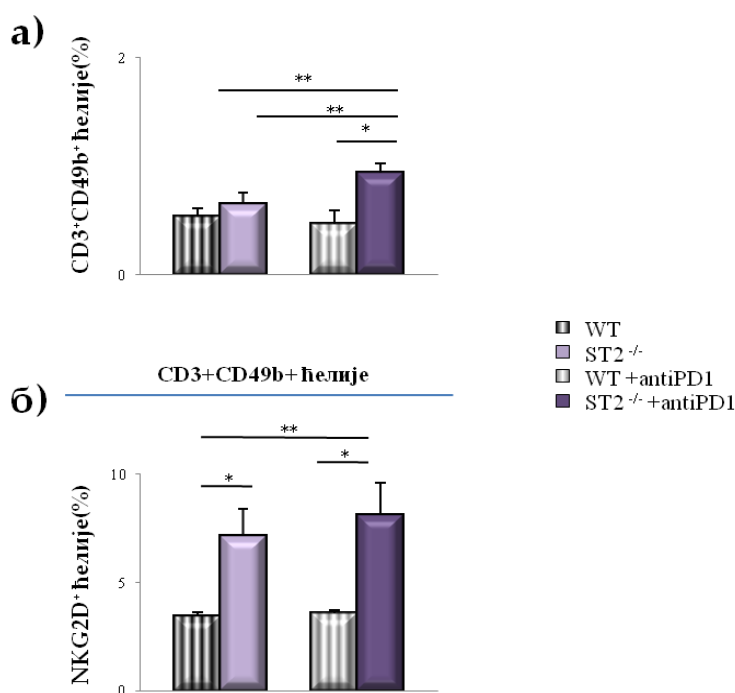 а)
CD3⁺CD49b⁺ ћелије(%)
2
0
**
**
*
WT
ST2 -/-
WT +antiPD1
ST2 -/- +antiPD1
CD3+CD49b+ ћелије
б)
NKG2D⁺ ћелије(%)
10
5
0
**
*
*